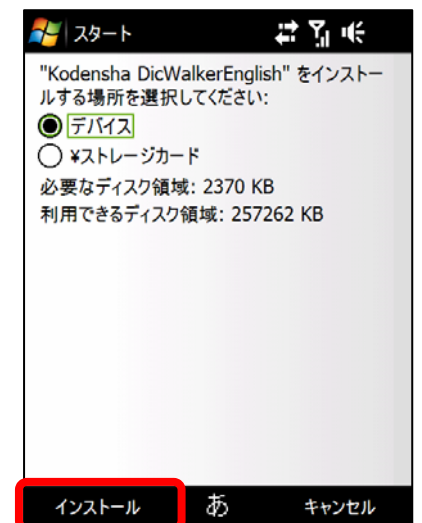 スタート
"Kodensha DicWalkerEnglish" をインストー
ルする場所を選択してください:
デバイス
¥ストレージカード
必要なディスク領域: 2370 KB
利用できるディスク領域: 257262 KB
インストール あ キャンセル